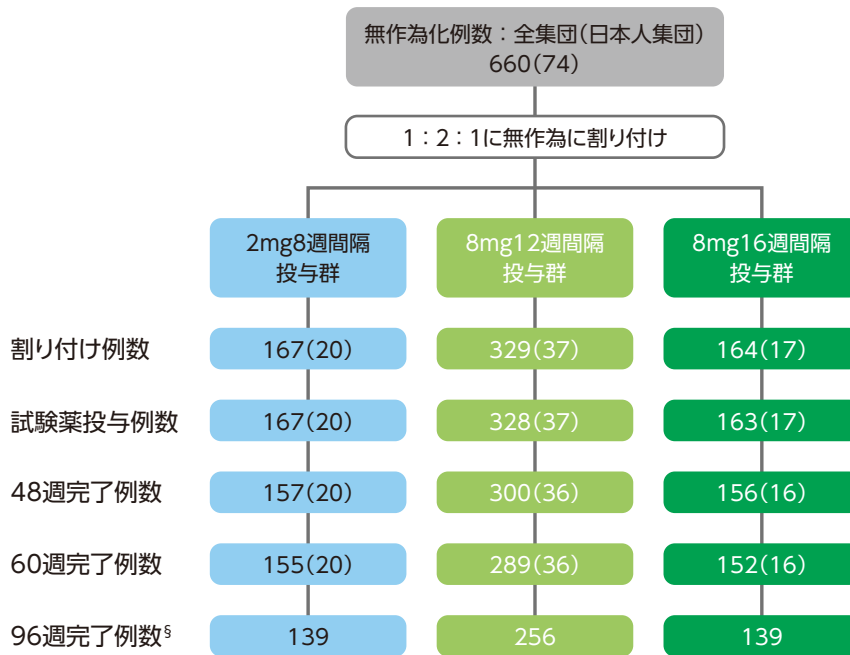 無作為化例数：全集団(日本人集団)
660(74)
1：2：1に無作為に割り付け
2mg8週間隔
投与群
8mg12週間隔
投与群
8mg16週間隔
投与群
割り付け例数 167(20) 329(37) 164(17)
試験薬投与例数 167(20) 328(37) 163(17)
48週完了例数 157(20) 300(36) 156(16)
60週完了例数 155(20) 289(36) 152(16)
96週完了例数§ 139 256 139